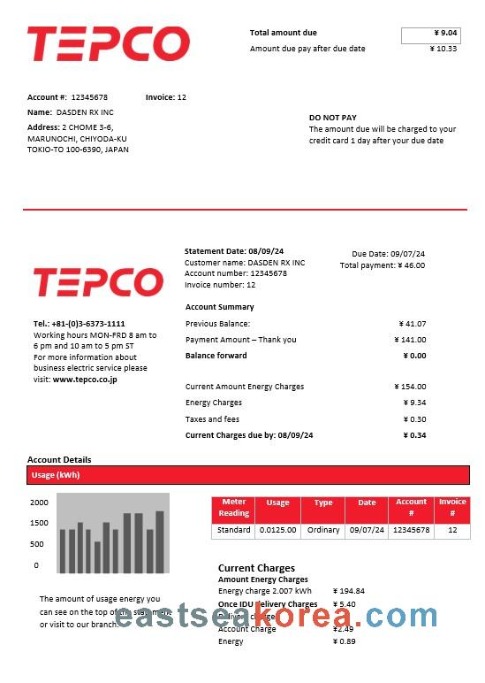 TEPCO
Total amount due ¥ 9.04
Amount due pay after due date ¥ 10.33
Account #: 12345678 Invoice: 12
Name: DASDEN RX INC
Address: 2 CHOME 3-6,
MARUNOCHI, CHIYODA-KU
TOKIO-TO 100-6390, JAPAN
DO NOT PAY
The amount due will be charged to your
credit card 1 day after your due date
TEPCO
Tel.: +81-(0)3-6373-1111
Working hours MON-FRD 8 am to
6 pm and 10 am to 5 pm ST
For more information about
business electric service please
visit: www.tepco.co.jp
Statement Date: 08/09/24
Customer name: DASDEN RX INC
Account number: 12345678
Invoice number: 12
Due Date: 09/07/24
Total payment: ¥ 46.00
Account Summary
Previous Balance: ¥ 41.07
Payment Amount – Thank you ¥ 141.00
Balance forward ¥ 0.00
Current Amount Energy Charges ¥ 154.00
Energy Charges ¥ 9.34
Taxes and fees ¥ 0.30
Current Charges due by: 08/09/24 ¥ 0.34
Account Details
Usage (kWh)
2000
1500
500
0
Meter Reading Usage Type Date Account # Invoice #
Standard 0.0125.00 Ordinary 09/07/24 12345678 12
The amount of usage energy you
can see on the top of the statement
or visit to our branch.
Current Charges
Amount Energy Charges
Energy charge 2.007 kWh ¥ 194.84
Once IDU Delivery Charges ¥ 5.40
Delivery charge
Account Charge ¥2.49
Energy ¥ 0.89
eastseakorea.com